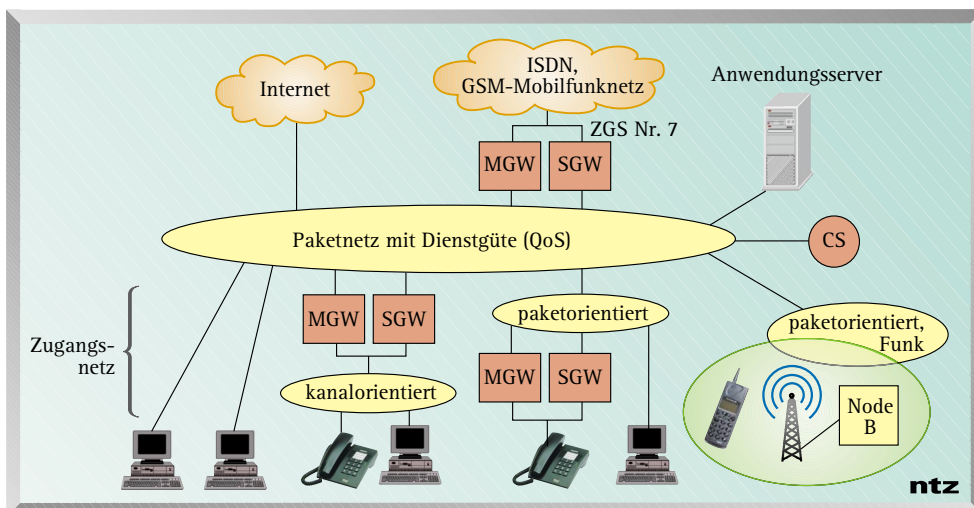 Internet
ISDN,
GSM-Mobilfunknetz
Anwendungsserver
ZGS Nr. 7
MGW
SGW
Paketnetz mit Dienstgüte (QoS)
CS
Zugangs-
netz
MGW
SGW
kanalorientiert
paketorientiert
MGW
SGW
paketorientiert,
Funk
Node
B
ntz